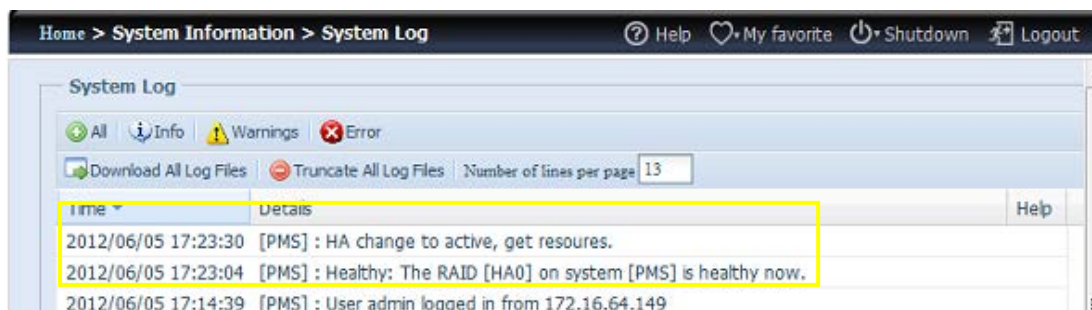 Home > System Information > System Log
Help My favorite Shutdown Logout
System Log
All Info Warnings Error
Download All Log Files Truncate All Log Files Number of lines per page 13
Time Details Help
2012/06/05 17:23:30 [PMS] : HA change to active, get resoures.
2012/06/05 17:23:04 [PMS] : Healthy: The RAID [HA0] on system [PMS] is healthy now.
2012/06/05 17:14:39 [PMS] : User admin logged in from 172.16.64.149